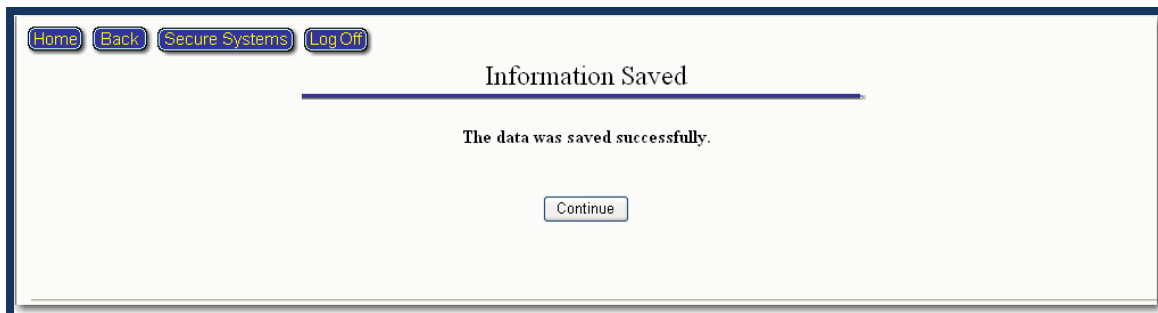 Home Back Secure Systems Log Off
Information Saved
The data was saved successfully.
Continue